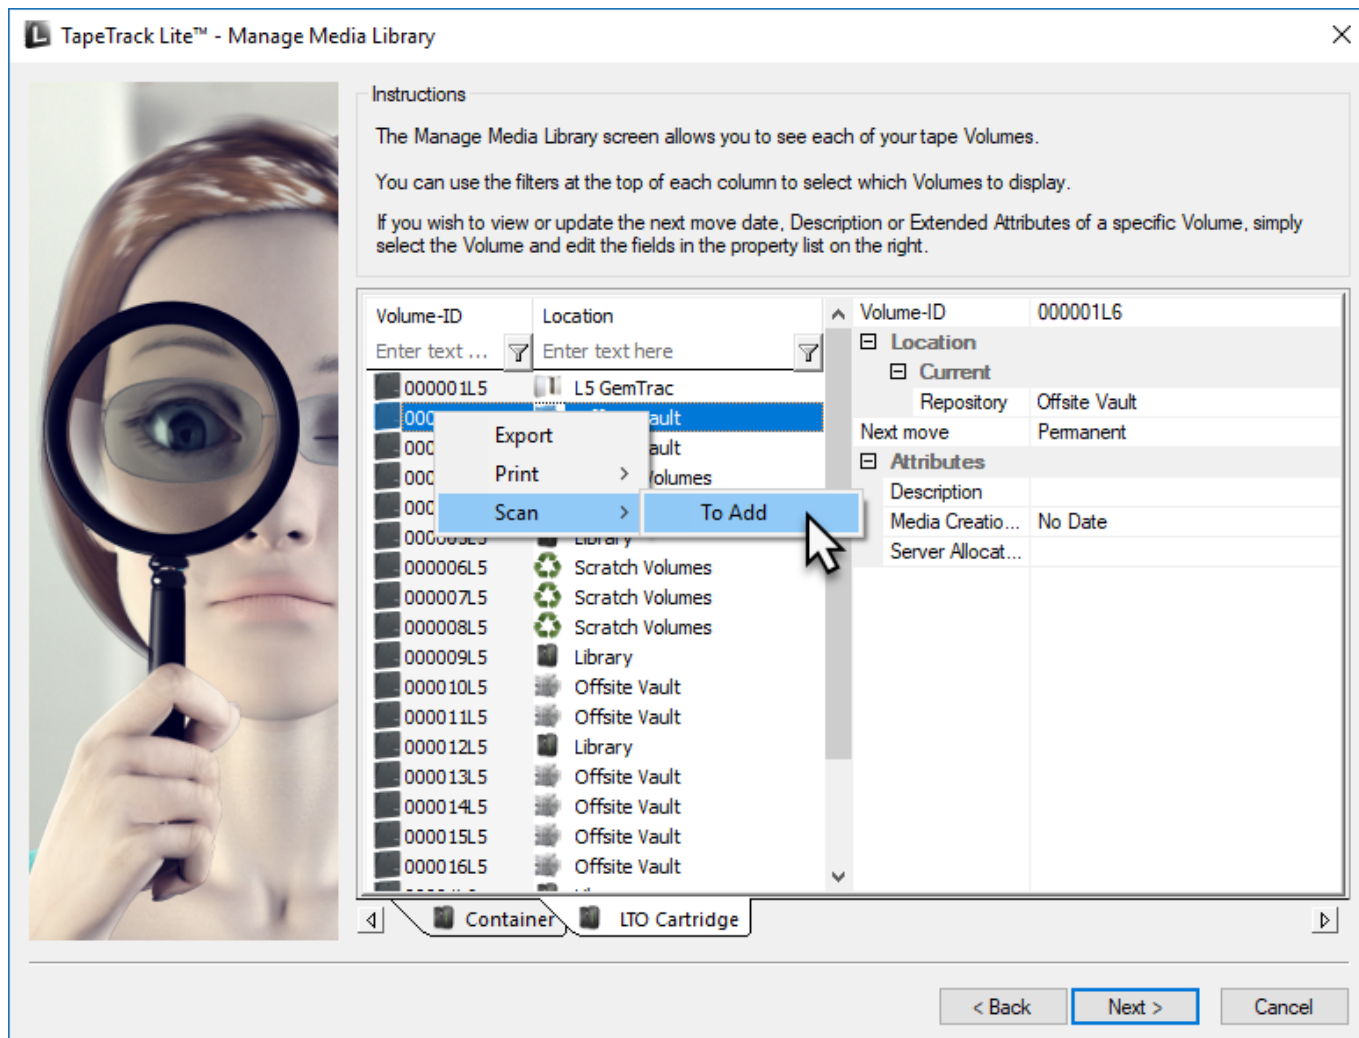 TapeTrack Lite™ - Manage Media Library
Instructions
The Manage Media Library screen allows you to see each of your tape Volumes.
You can use the filters at the top of each column to select which Volumes to display.
If you wish to view or update the next move date, Description or Extended Attributes of a specific Volume, simply
select the Volume and edit the fields in the property list on the right.
Volume-ID Location
Enter text ... Enter text here
000001L5 L5 GemTrac
000
000
000
000
Export
Print
Scan
To Add
000006L5 Scratch Volumes
000007L5 Scratch Volumes
000008L5 Scratch Volumes
000009L5 Library
000010L5 Offsite Vault
000011L5 Offsite Vault
000012L5 Library
000013L5 Offsite Vault
000014L5 Offsite Vault
000015L5 Offsite Vault
000016L5 Offsite Vault
Volume-ID 000001L6
Location
Current
Repository Offsite Vault
Next move Permanent
Attributes
Description
Media Creatio... No Date
Server Allocat...
Container LTO Cartridge
< Back Next > Cancel